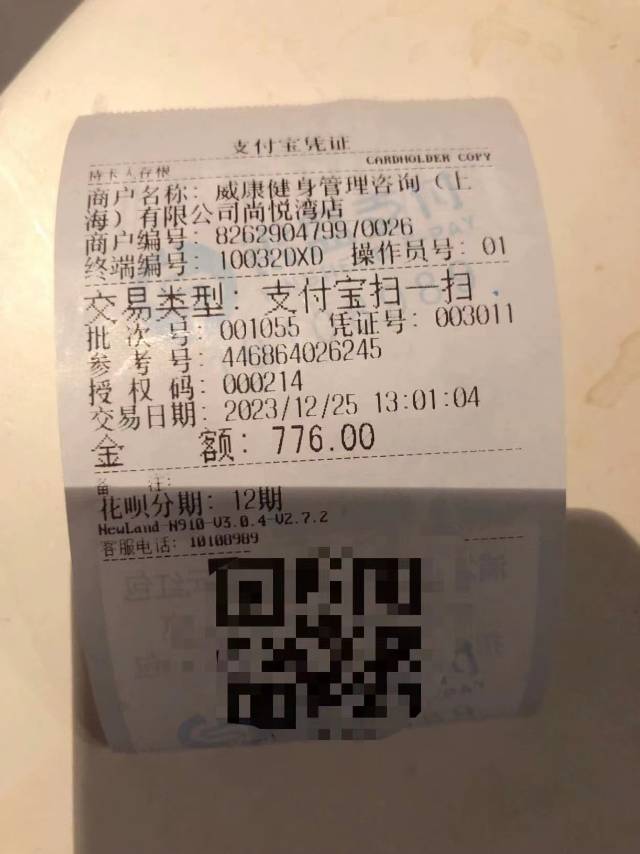 支付宝凭证
持卡人存根 CARDHOLDER COPY
商户名称: 威康健身管理咨询(上
海)有限公司尚悦湾店
商户编号: 826290479970026
终端编号: 10032DXD 操作员号: 01
交易类型: 支付宝扫一扫
批次号: 001055 凭证号: 003011
参考号: 446864026245
授权码: 000214
交易日期: 2023/12/25 13:01:04
金额: 776.00
备注:
花呗分期: 12期
NewLand-N910-V3.0.4-V2.7.2
客服电话: 10108989